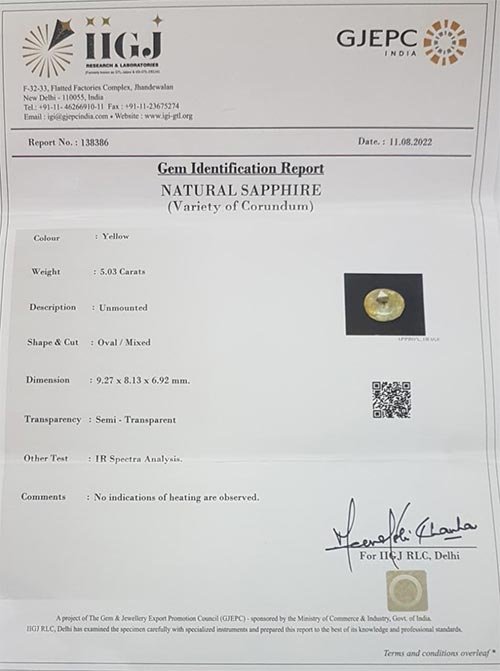 IIGJ
RESEARCH & LABORATORIES
GJEPC
INDIA
F-32-33, Flatted Factories Complex, Jhandewalan
New Delhi - 110055, India
Tel.: +91-11- 46266910-11 Fax : +91-11-23675274
Email : igi@gjepcindia.com • Website : www.igi-gtl.org
Report No. : 138386 Date. : 11.08.2022
Gem Identification Report
NATURAL SAPPHIRE
(Variety of Corundum)
Colour : Yellow
Weight : 5.03 Carats
Description : Unmounted
Shape & Cut : Oval / Mixed
APPROX. IMAGE
Dimension : 9.27 x 8.13 x 6.92 mm.
Transparency : Semi - Transparent
Other Test : IR Spectra Analysis.
Comments : No indications of heating are observed.
Meenakshi Chauha
For IIGJ RLC, Delhi
A project of The Gem & Jewellery Export Promotion Council (GJEPC) - sponsored by the Ministry of Commerce & Industry, Govt. of India.
IIGJ RLC, Delhi has examined the specimen carefully with specialized instruments and prepared this report to the best of its knowledge and professional standards.
Terms and conditions overleaf *